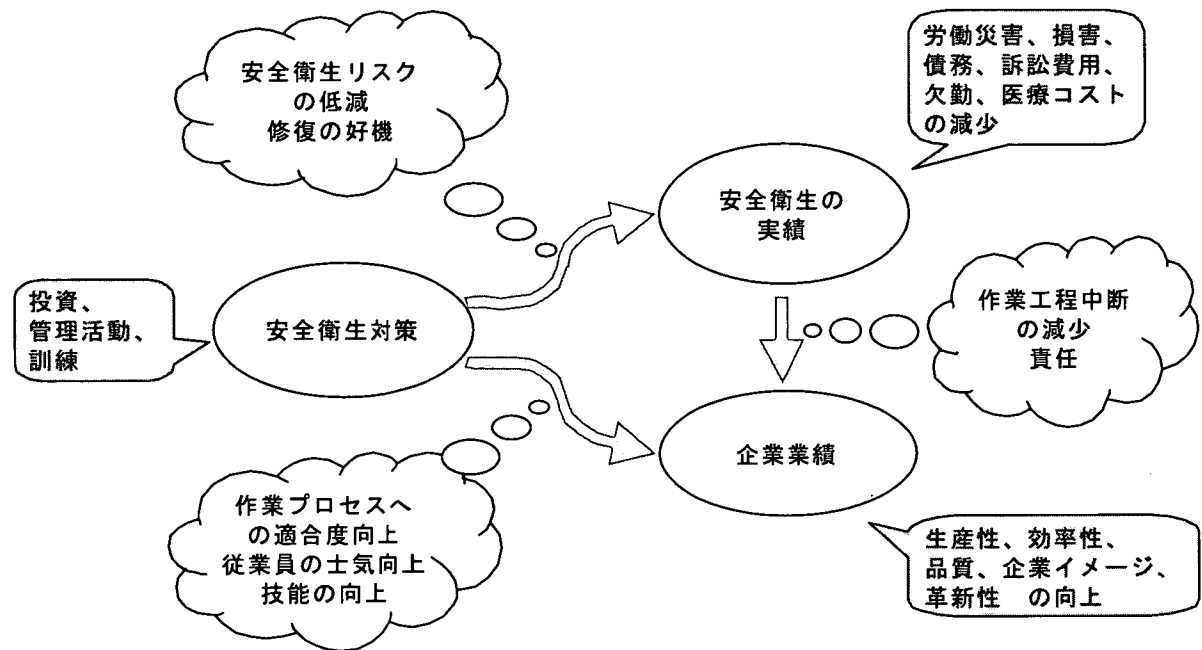 安全衛生リスク
の低減
修復の好機
労働災害、損害、
債務、訴訟費用、
欠勤、医療コスト
の減少
安全衛生の
実績
投資、
管理活動、
訓練
安全衛生対策
作業工程中断
の減少
責任
企業業績
作業プロセスへ
の適合度向上
従業員の士気向上
技能の向上
生産性、効率性、
品質、企業イメージ、
革新性　の向上